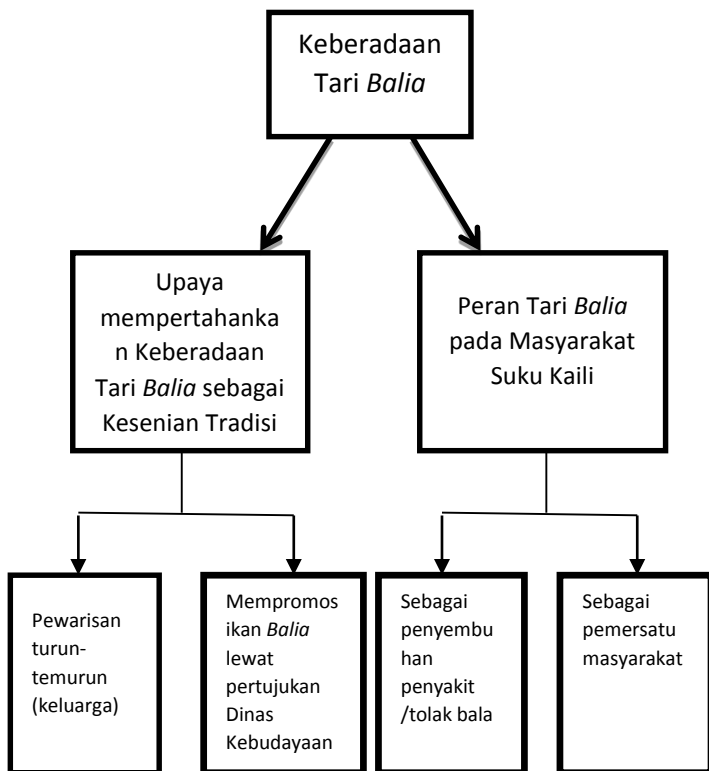 Keberadaan
Tari Balia
Upaya
mempertahanka
n Keberadaan
Tari Balia sebagai
Kesenian Tradisi
Peran Tari Balia
pada Masyarakat
Suku Kaili
Pewarisan
turun-
temurun
(keluarga)
Mempromos
ikan Balia
lewat
pertujukan
Dinas
Kebudayaan
Sebagai
penyembu
han
penyakit
/tolak bala
Sebagai
pemersatu
masyarakat